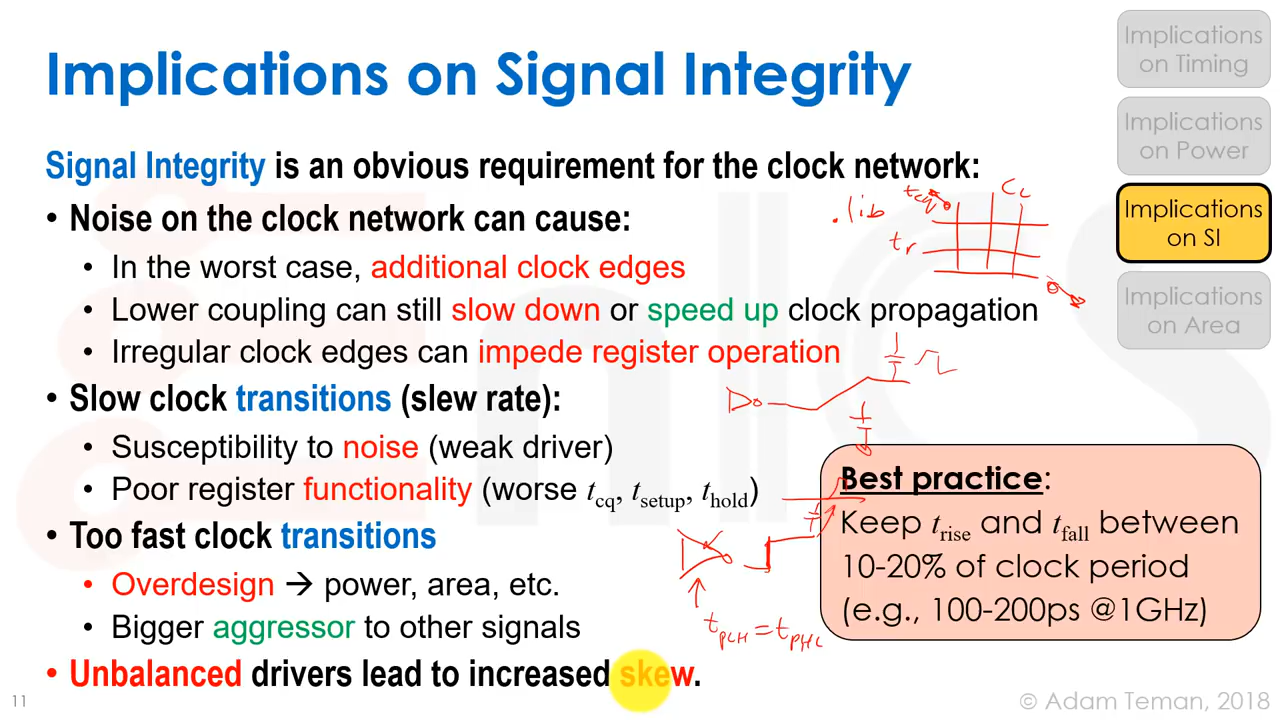 Implications on Signal Integrity
Implications on Timing
Implications on Power
Implications on SI
Implications on Area
Signal Integrity is an obvious requirement for the clock network:
• Noise on the clock network can cause:
• In the worst case, additional clock edges
• Lower coupling can still slow down or speed up clock propagation
• Irregular clock edges can impede register operation
• Slow clock transitions (slew rate):
• Susceptibility to noise (weak driver)
• Poor register functionality (worse tcq, tsetup, thold)
• Too fast clock transitions
• Overdesign → power, area, etc.
• Bigger aggressor to other signals
• Unbalanced drivers lead to increased skew.
.lib
tcq
CL
tr
tpLH = tpHL
Best practice:
Keep trise and tfall between
10-20% of clock period
(e.g., 100-200ps @1GHz)
11
© Adam Teman, 2018